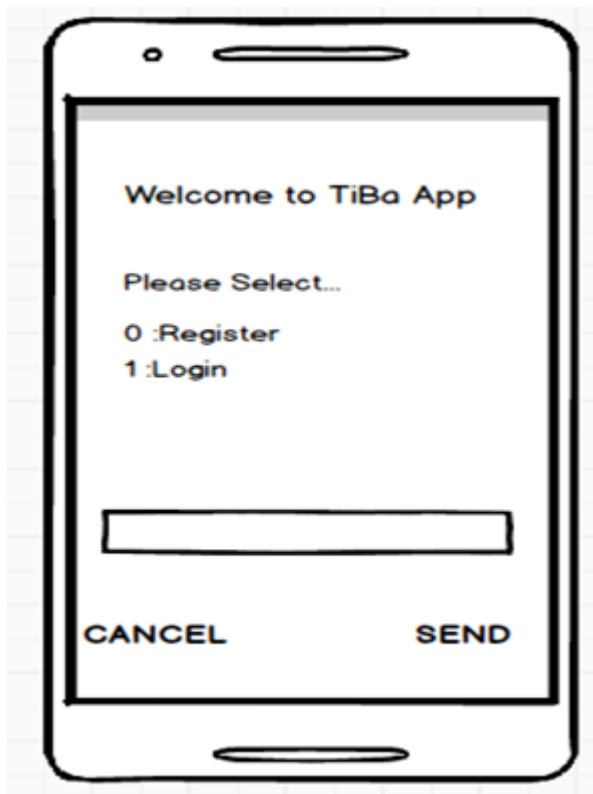 Welcome to TiBa App
Please Select...
0 :Register
1 :Login
CANCEL SEND